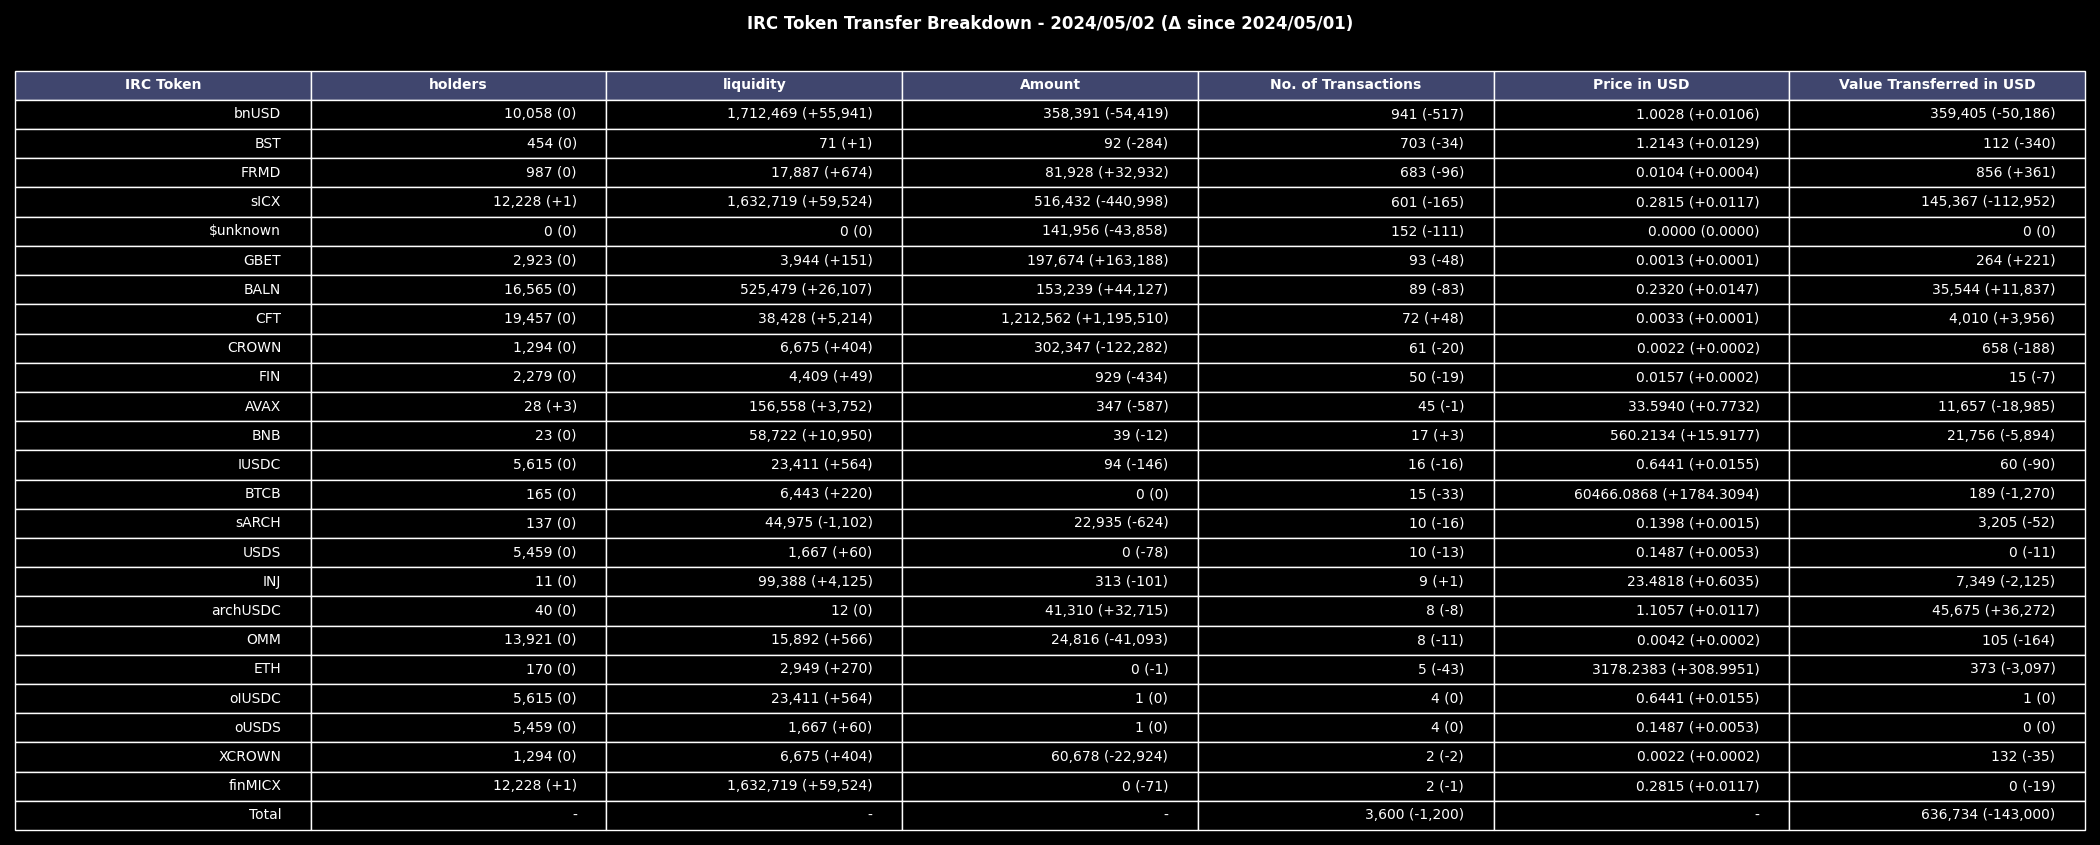 IRC Token Transfer Breakdown - 2024/05/02 (Δ since 2024/05/01)
IRC Token holders liquidity Amount No. of Transactions Price in USD Value Transferred in USD
bnUSD 10,058 (0) 1,712,469 (+55,941) 358,391 (-54,419) 941 (-517) 1.0028 (+0.0106) 359,405 (-50,186)
BST 454 (0) 71 (+1) 92 (-284) 703 (-34) 1.2143 (+0.0129) 112 (-340)
FRMD 987 (0) 17,887 (+674) 81,928 (+32,932) 683 (-96) 0.0104 (+0.0004) 856 (+361)
sICX 12,228 (+1) 1,632,719 (+59,524) 516,432 (-440,998) 601 (-165) 0.2815 (+0.0117) 145,367 (-112,952)
$unknown 0 (0) 0 (0) 141,956 (-43,858) 152 (-111) 0.0000 (0.0000) 0 (0)
GBET 2,923 (0) 3,944 (+151) 197,674 (+163,188) 93 (-48) 0.0013 (+0.0001) 264 (+221)
BALN 16,565 (0) 525,479 (+26,107) 153,239 (+44,127) 89 (-83) 0.2320 (+0.0147) 35,544 (+11,837)
CFT 19,457 (0) 38,428 (+5,214) 1,212,562 (+1,195,510) 72 (+48) 0.0033 (+0.0001) 4,010 (+3,956)
CROWN 1,294 (0) 6,675 (+404) 302,347 (-122,282) 61 (-20) 0.0022 (+0.0002) 658 (-188)
FIN 2,279 (0) 4,409 (+49) 929 (-434) 50 (-19) 0.0157 (+0.0002) 15 (-7)
AVAX 28 (+3) 156,558 (+3,752) 347 (-587) 45 (-1) 33.5940 (+0.7732) 11,657 (-18,985)
BNB 23 (0) 58,722 (+10,950) 39 (-12) 17 (+3) 560.2134 (+15.9177) 21,756 (-5,894)
IUSDC 5,615 (0) 23,411 (+564) 94 (-146) 16 (-16) 0.6441 (+0.0155) 60 (-90)
BTCB 165 (0) 6,443 (+220) 0 (0) 15 (-33) 60466.0868 (+1784.3094) 189 (-1,270)
sARCH 137 (0) 44,975 (-1,102) 22,935 (-624) 10 (-16) 0.1398 (+0.0015) 3,205 (-52)
USDS 5,459 (0) 1,667 (+60) 0 (-78) 10 (-13) 0.1487 (+0.0053) 0 (-11)
INJ 11 (0) 99,388 (+4,125) 313 (-101) 9 (+1) 23.4818 (+0.6035) 7,349 (-2,125)
archUSDC 40 (0) 12 (0) 41,310 (+32,715) 8 (-8) 1.1057 (+0.0117) 45,675 (+36,272)
OMM 13,921 (0) 15,892 (+566) 24,816 (-41,093) 8 (-11) 0.0042 (+0.0002) 105 (-164)
ETH 170 (0) 2,949 (+270) 0 (-1) 5 (-43) 3178.2383 (+308.9951) 373 (-3,097)
oIUSDC 5,615 (0) 23,411 (+564) 1 (0) 4 (0) 0.6441 (+0.0155) 1 (0)
oUSDS 5,459 (0) 1,667 (+60) 1 (0) 4 (0) 0.1487 (+0.0053) 0 (0)
XCROWN 1,294 (0) 6,675 (+404) 60,678 (-22,924) 2 (-2) 0.0022 (+0.0002) 132 (-35)
finMICX 12,228 (+1) 1,632,719 (+59,524) 0 (-71) 2 (-1) 0.2815 (+0.0117) 0 (-19)
Total - - - 3,600 (-1,200) - 636,734 (-143,000)